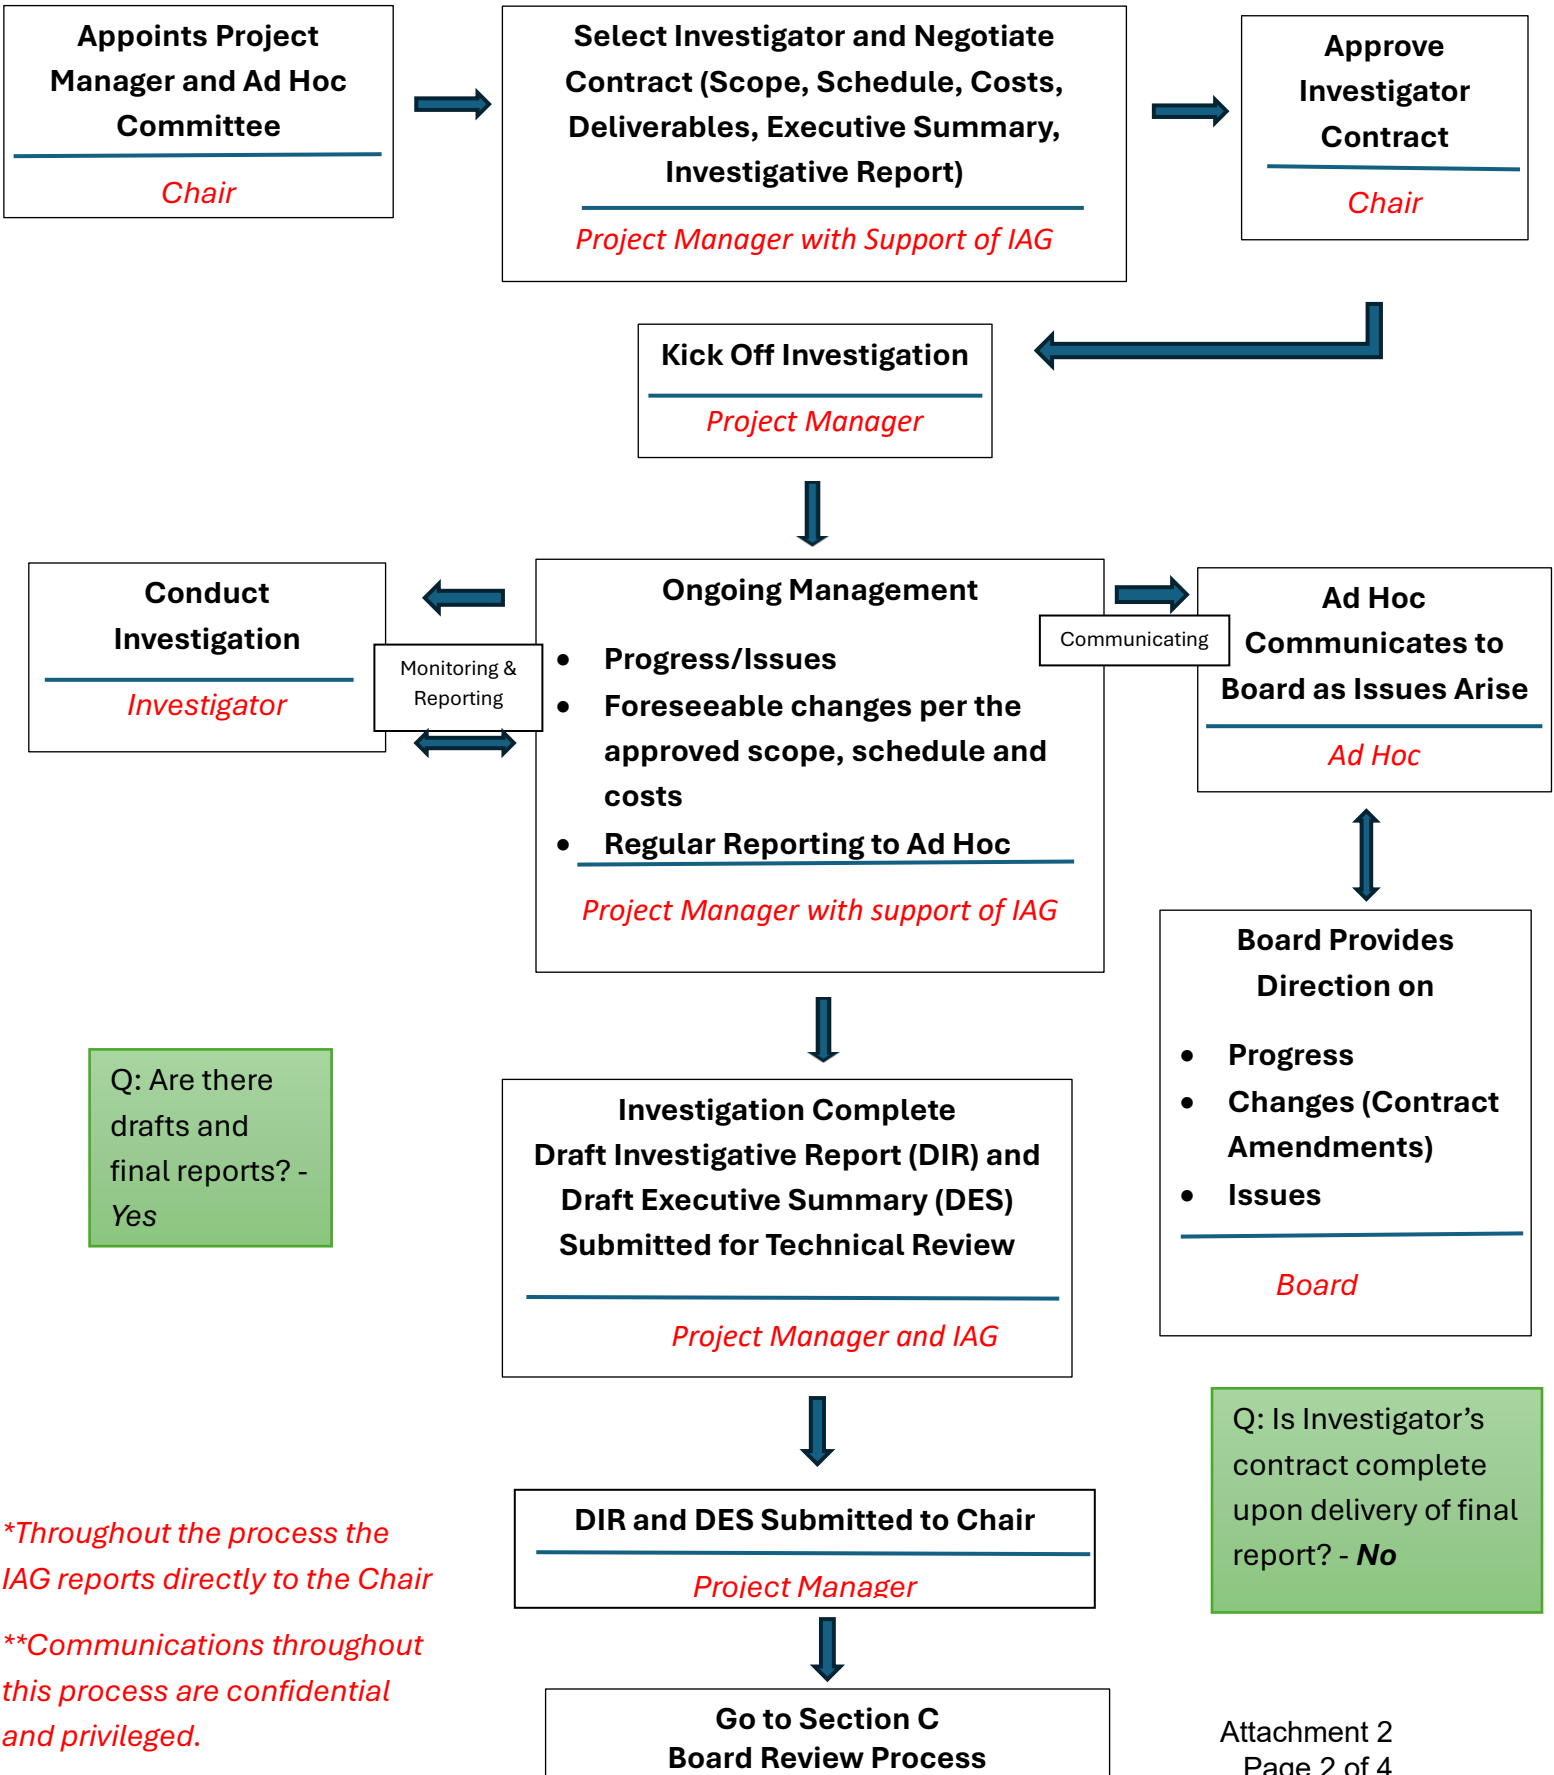 Appoints Project
Manager and Ad Hoc
Committee
Chair
Select Investigator and Negotiate
Contract (Scope, Schedule, Costs,
Deliverables, Executive Summary,
Investigative Report)
Project Manager with Support of IAG
Approve
Investigator
Contract
Chair
Kick Off Investigation
Project Manager
Conduct
Investigation
Investigator
Monitoring &
Reporting
Ongoing Management
• Progress/Issues
• Foreseeable changes per the
approved scope, schedule and
costs
• Regular Reporting to Ad Hoc
Project Manager with support of IAG
Communicating
Ad Hoc
Communicates to
Board as Issues Arise
Ad Hoc
Board Provides
Direction on
• Progress
• Changes (Contract
Amendments)
• Issues
Board
Q: Are there
drafts and
final reports? -
Yes
Investigation Complete
Draft Investigative Report (DIR) and
Draft Executive Summary (DES)
Submitted for Technical Review
Project Manager and IAG
Q: Is Investigator’s
contract complete
upon delivery of final
report? - No
DIR and DES Submitted to Chair
Project Manager
*Throughout the process the
IAG reports directly to the Chair
**Communications throughout
this process are confidential
and privileged.
Go to Section C
Board Review Process
Attachment 2
Page 2 of 4